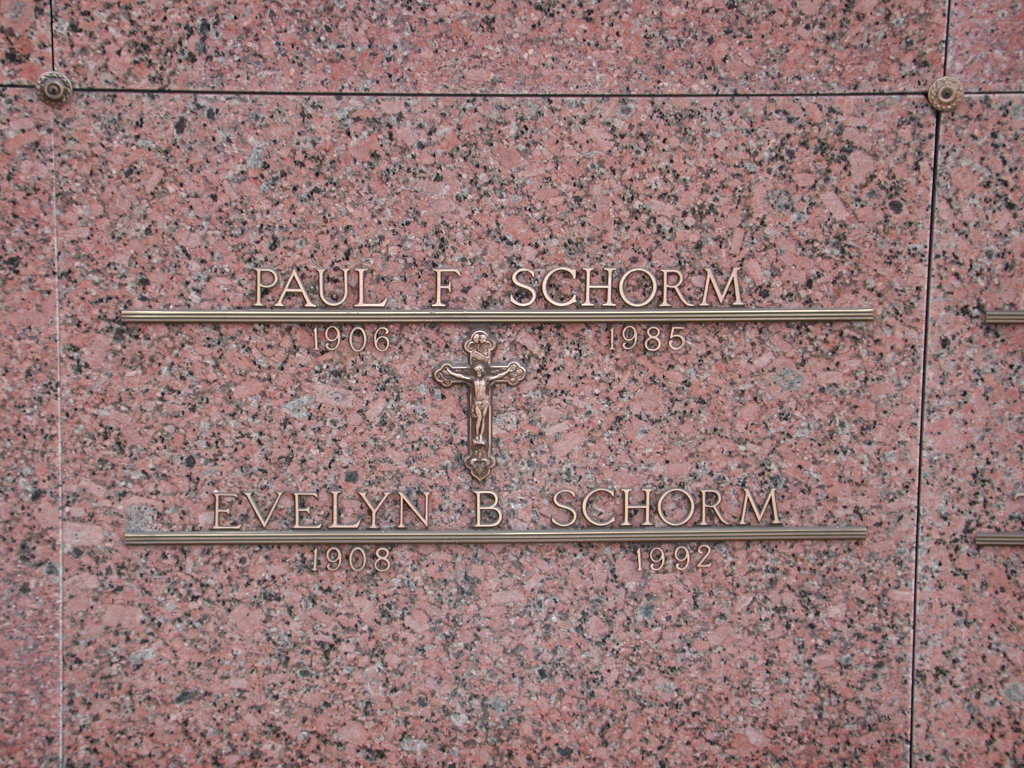 PAUL F SCHORM
1906 1985
EVELYN B SCHORM
1908 1992